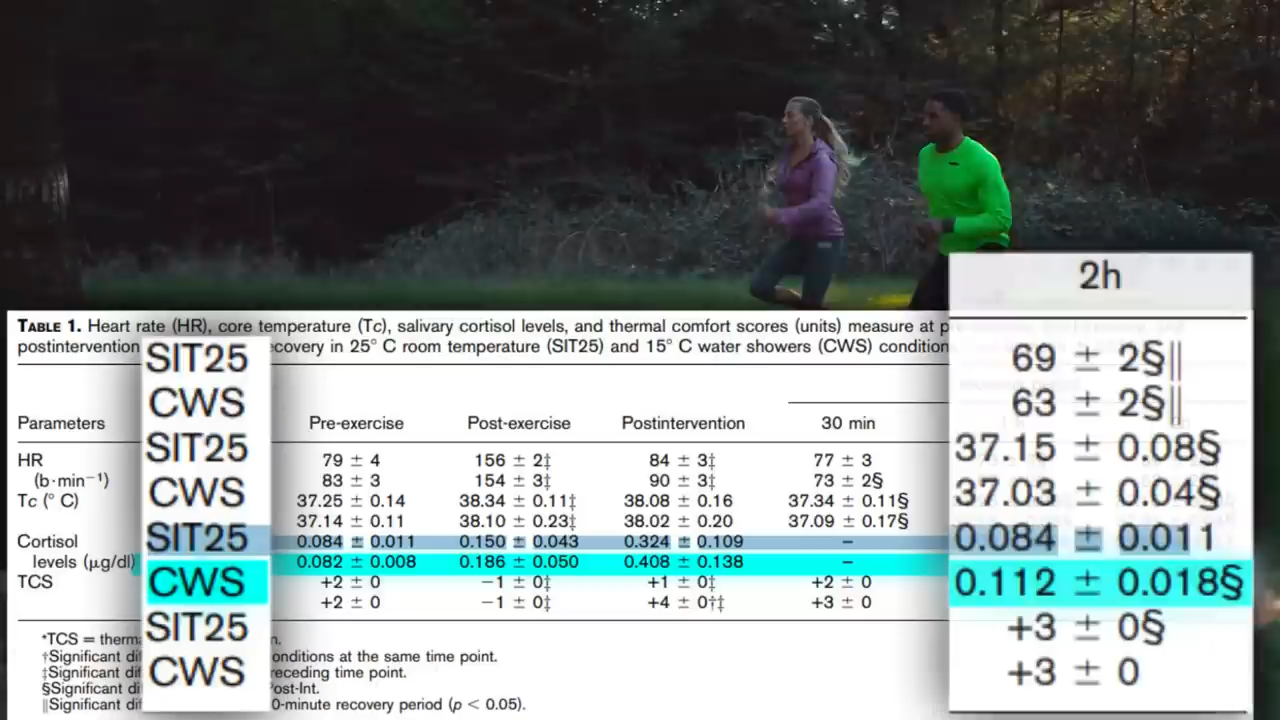 2h
TABLE 1. Heart rate (HR), core temperature (Tc), salivary cortisol levels, and thermal comfort scores (units) measure at
postintervention covery in 25° C room temperature (SIT25) and 15° C water showers (CWS) condition
Parameters Pre-exercise Post-exercise Postintervention 30 min
HR SIT25 79 ± 4 156 ± 2‡ 84 ± 3‡ 77 ± 3 69 ± 2§||
(b·min⁻¹) CWS 83 ± 3 154 ± 3‡ 90 ± 3‡ 73 ± 2§ 63 ± 2§||
Tc (° C) SIT25 37.25 ± 0.14 38.34 ± 0.11‡ 38.08 ± 0.16 37.34 ± 0.11§ 37.15 ± 0.08§
CWS 37.14 ± 0.11 38.10 ± 0.23‡ 38.02 ± 0.20 37.09 ± 0.17§ 37.03 ± 0.04§
Cortisol SIT25 0.084 ± 0.011 0.150 ± 0.043 0.324 ± 0.109 – 0.084 ± 0.011
levels (μg/dl) CWS 0.082 ± 0.008 0.186 ± 0.050 0.408 ± 0.138 – 0.112 ± 0.018§
TCS SIT25 +2 ± 0 −1 ± 0‡ +1 ± 0‡ +2 ± 0 +3 ± 0§
CWS +2 ± 0 −1 ± 0‡ +4 ± 0†‡ +3 ± 0 +3 ± 0
*TCS = therma n.
†Significant dif onditions at the same time point.
‡Significant dif receding time point.
§Significant di ost-Int.
||Significant dif 0-minute recovery period (p < 0.05).